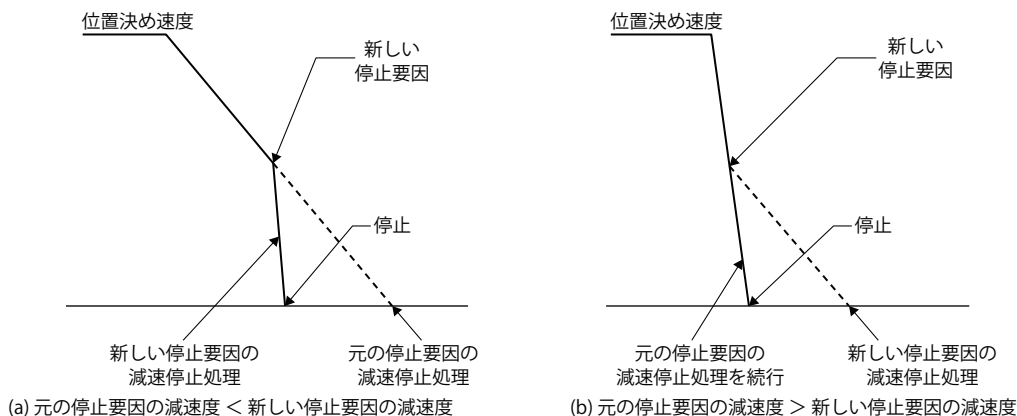 位置決め速度
新しい
停止要因
停止
新しい停止要因の
減速停止処理
元の停止要因の
減速停止処理
(a) 元の停止要因の減速度 < 新しい停止要因の減速度
位置決め速度
新しい
停止要因
停止
元の停止要因の
減速停止処理を続行
新しい停止要因の
減速停止処理
(b) 元の停止要因の減速度 > 新しい停止要因の減速度